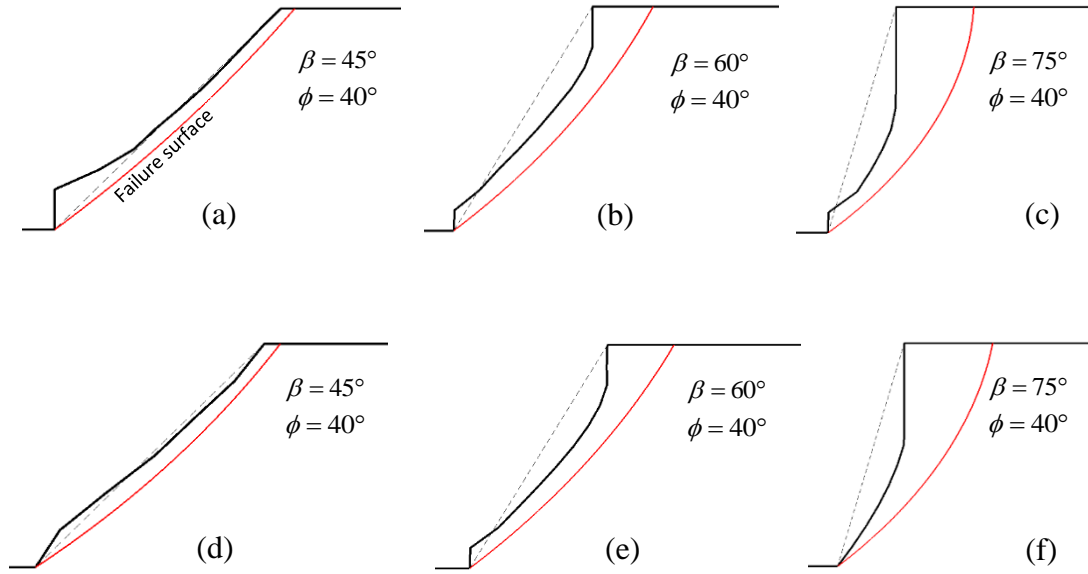 β = 45°
ϕ = 40°
Failure surface
(a)
β = 60°
ϕ = 40°
(b)
β = 75°
ϕ = 40°
(c)
β = 45°
ϕ = 40°
(d)
β = 60°
ϕ = 40°
(e)
β = 75°
ϕ = 40°
(f)